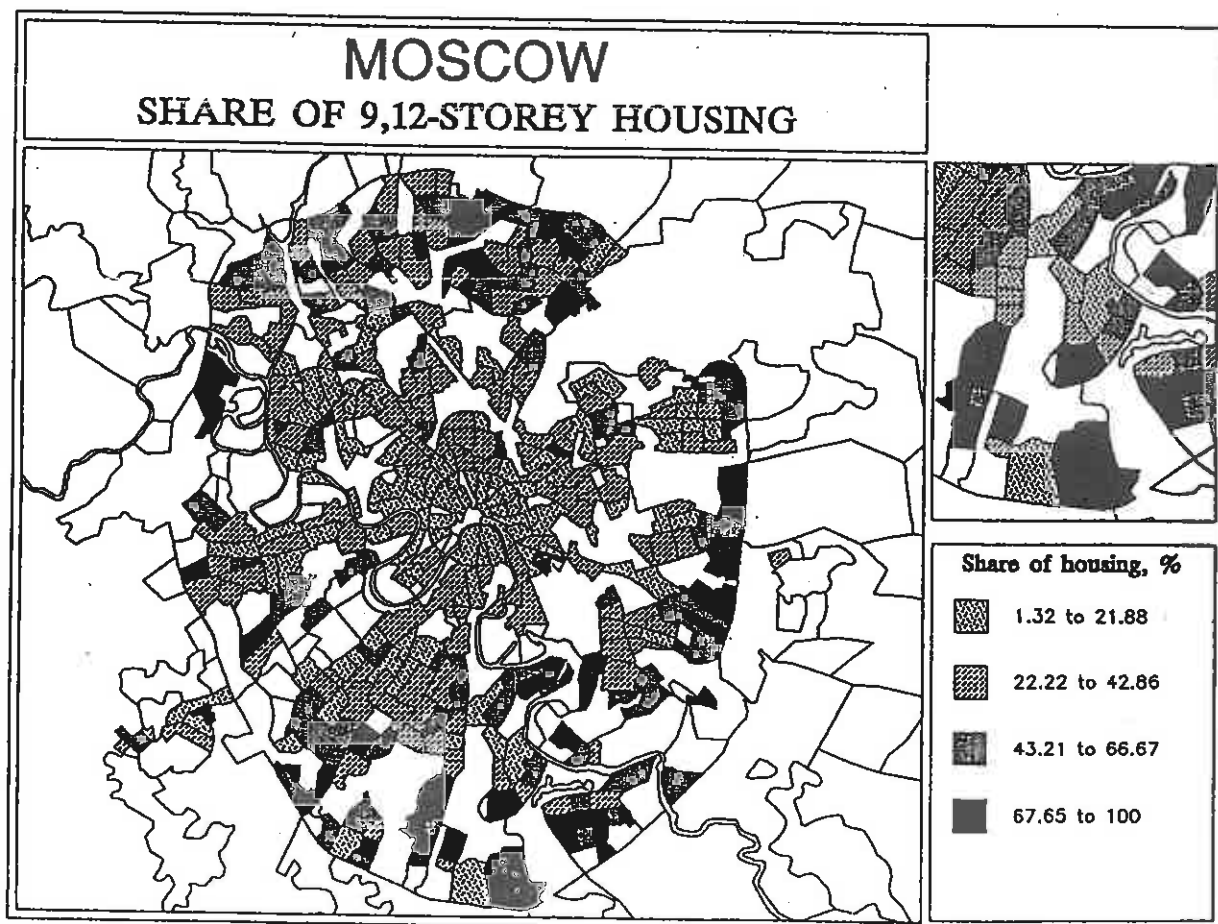 MOSCOW
SHARE OF 9,12-STOREY HOUSING
Share of housing, %
1.32 to 21.88
22.22 to 42.86
43.21 to 66.67
67.65 to 100